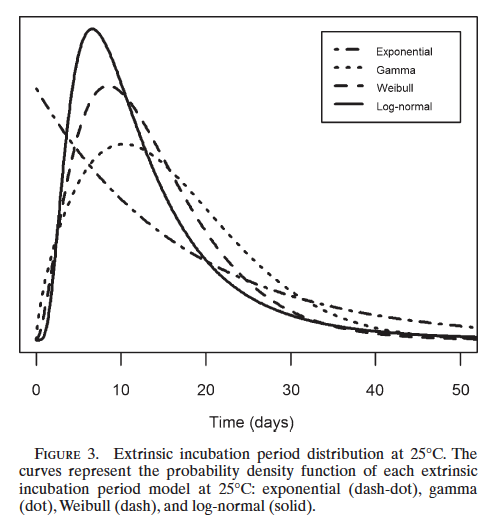 Exponential
Gamma
Weibull
Log-normal
0 10 20 30 40 50
Time (days)
FIGURE 3. Extrinsic incubation period distribution at 25°C. The
curves represent the probability density function of each extrinsic
incubation period model at 25°C: exponential (dash-dot), gamma
(dot), Weibull (dash), and log-normal (solid).